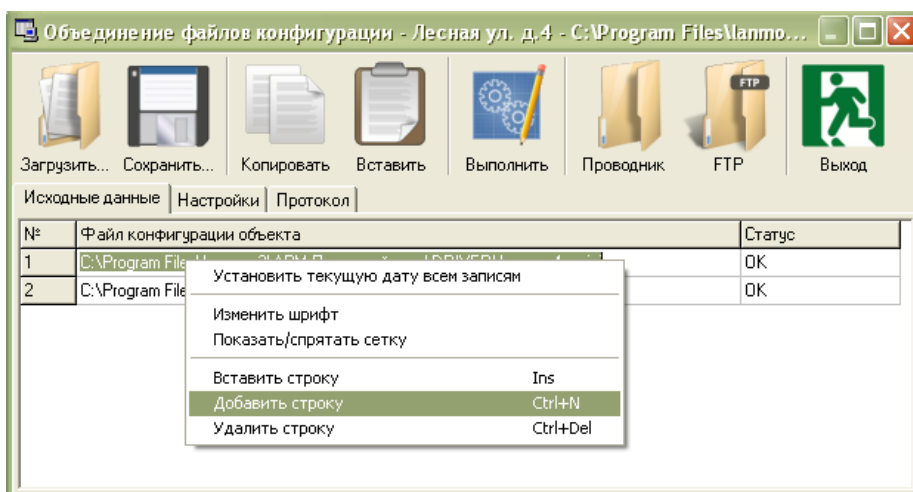 Объединение файлов конфигурации - Лесная ул. д.4 - C:\Program Files\lanmo...
FTP
Загрузить... Сохранить... Копировать Вставить Выполнить Проводник FTP Выход
Исходные данные Настройки Протокол
№ Файл конфигурации объекта Статус
1 C:\Program File OK
2 C:\Program File OK
Установить текущую дату всем записям
Изменить шрифт
Показать/спрятать сетку
Вставить строку Ins
Добавить строку Ctrl+N
Удалить строку Ctrl+Del